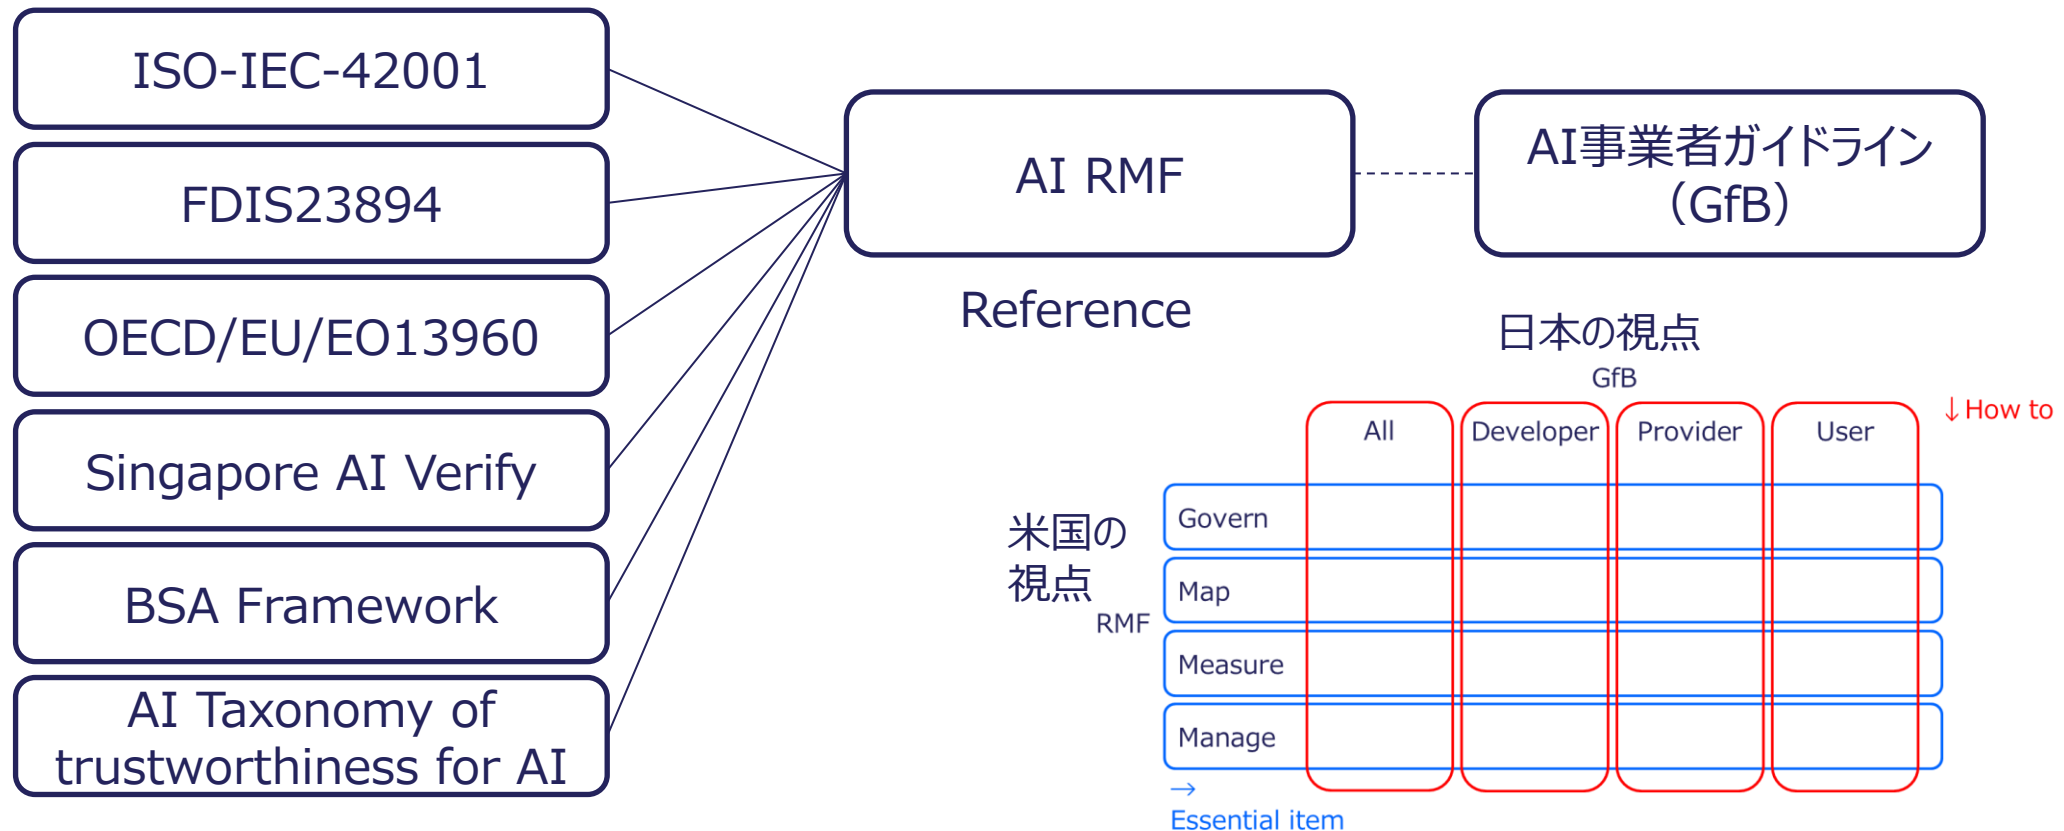 ISO-IEC-42001
FDIS23894
OECD/EU/EO13960
Singapore AI Verify
BSA Framework
AI Taxonomy of
trustworthiness for AI
AI RMF
Reference
AI事業者ガイドライン
（GfB）
日本の視点
GfB
↓How to
All
Developer
Provider
User
米国の
視点
RMF
Govern
Map
Measure
Manage
→
Essential item